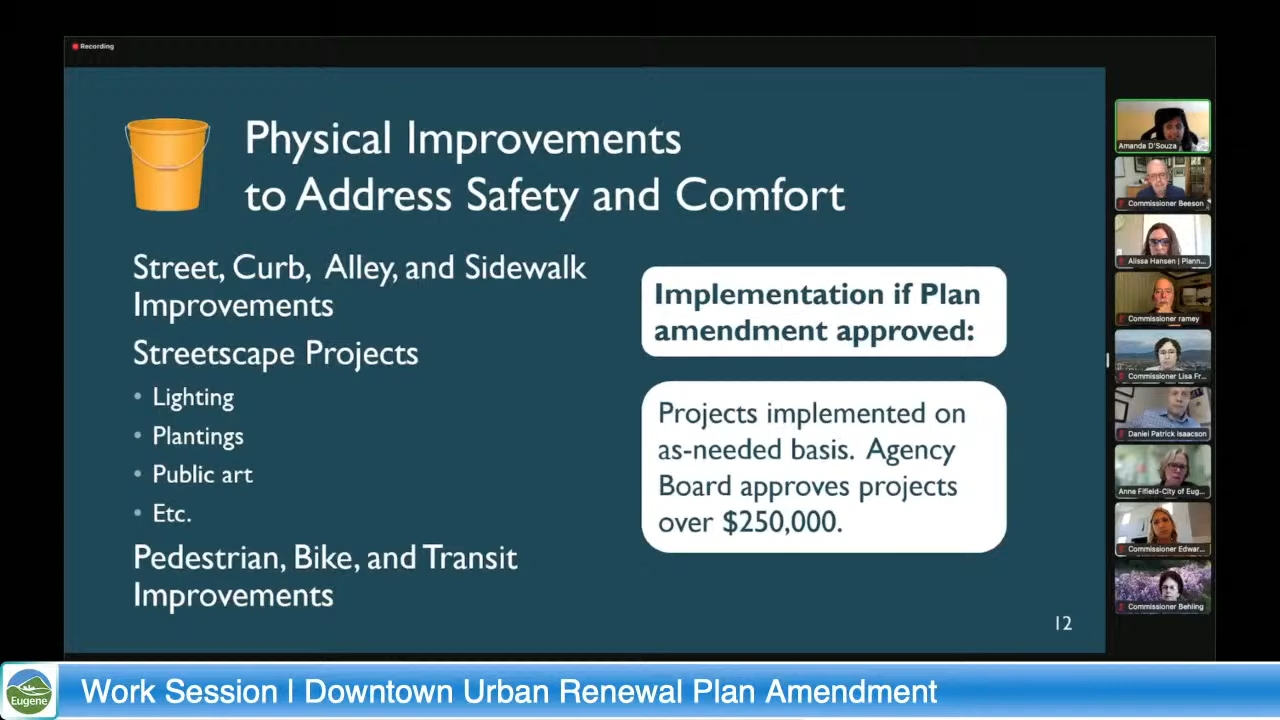 Recording
Physical Improvements
to Address Safety and Comfort
Street, Curb, Alley, and Sidewalk
Improvements
Streetscape Projects
• Lighting
• Plantings
• Public art
• Etc.
Pedestrian, Bike, and Transit
Improvements
Implementation if Plan
amendment approved:
Projects implemented on
as-needed basis. Agency
Board approves projects
over $250,000.
12
Amanda D'Souza
Commissioner Beeson
Alissa Hansen | Plann...
Commissioner ramey
Commissioner Lisa Fr...
Daniel Patrick Isaacson
Anne Fifield-City of Eug...
Commissioner Edwar...
Commissioner Behling
Eugene
Work Session | Downtown Urban Renewal Plan Amendment